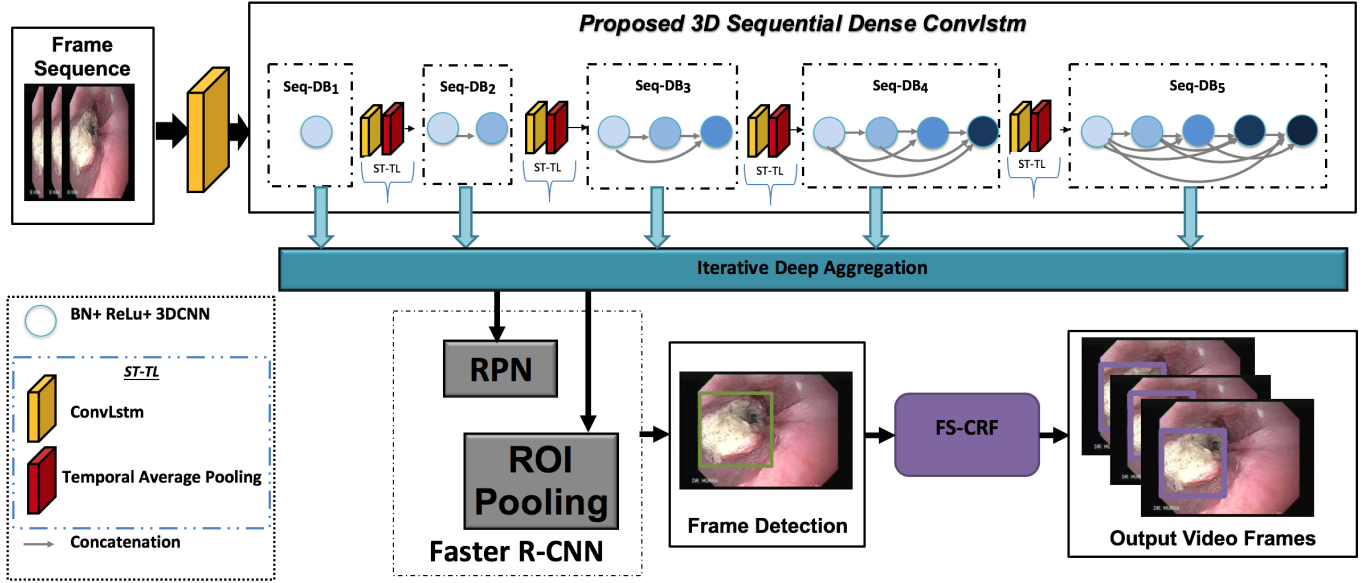 Proposed 3D Sequential Dense Convlstm
Frame
Sequence
Seq-DB1
Seq-DB2
Seq-DB3
Seq-DB4
Seq-DB5
ST-TL
ST-TL
ST-TL
ST-TL
Iterative Deep Aggregation
BN+ ReLu+ 3DCNN
ST-TL
ConvLstm
Temporal Average Pooling
Concatenation
RPN
ROI
Pooling
Faster R-CNN
Frame Detection
FS-CRF
Output Video Frames